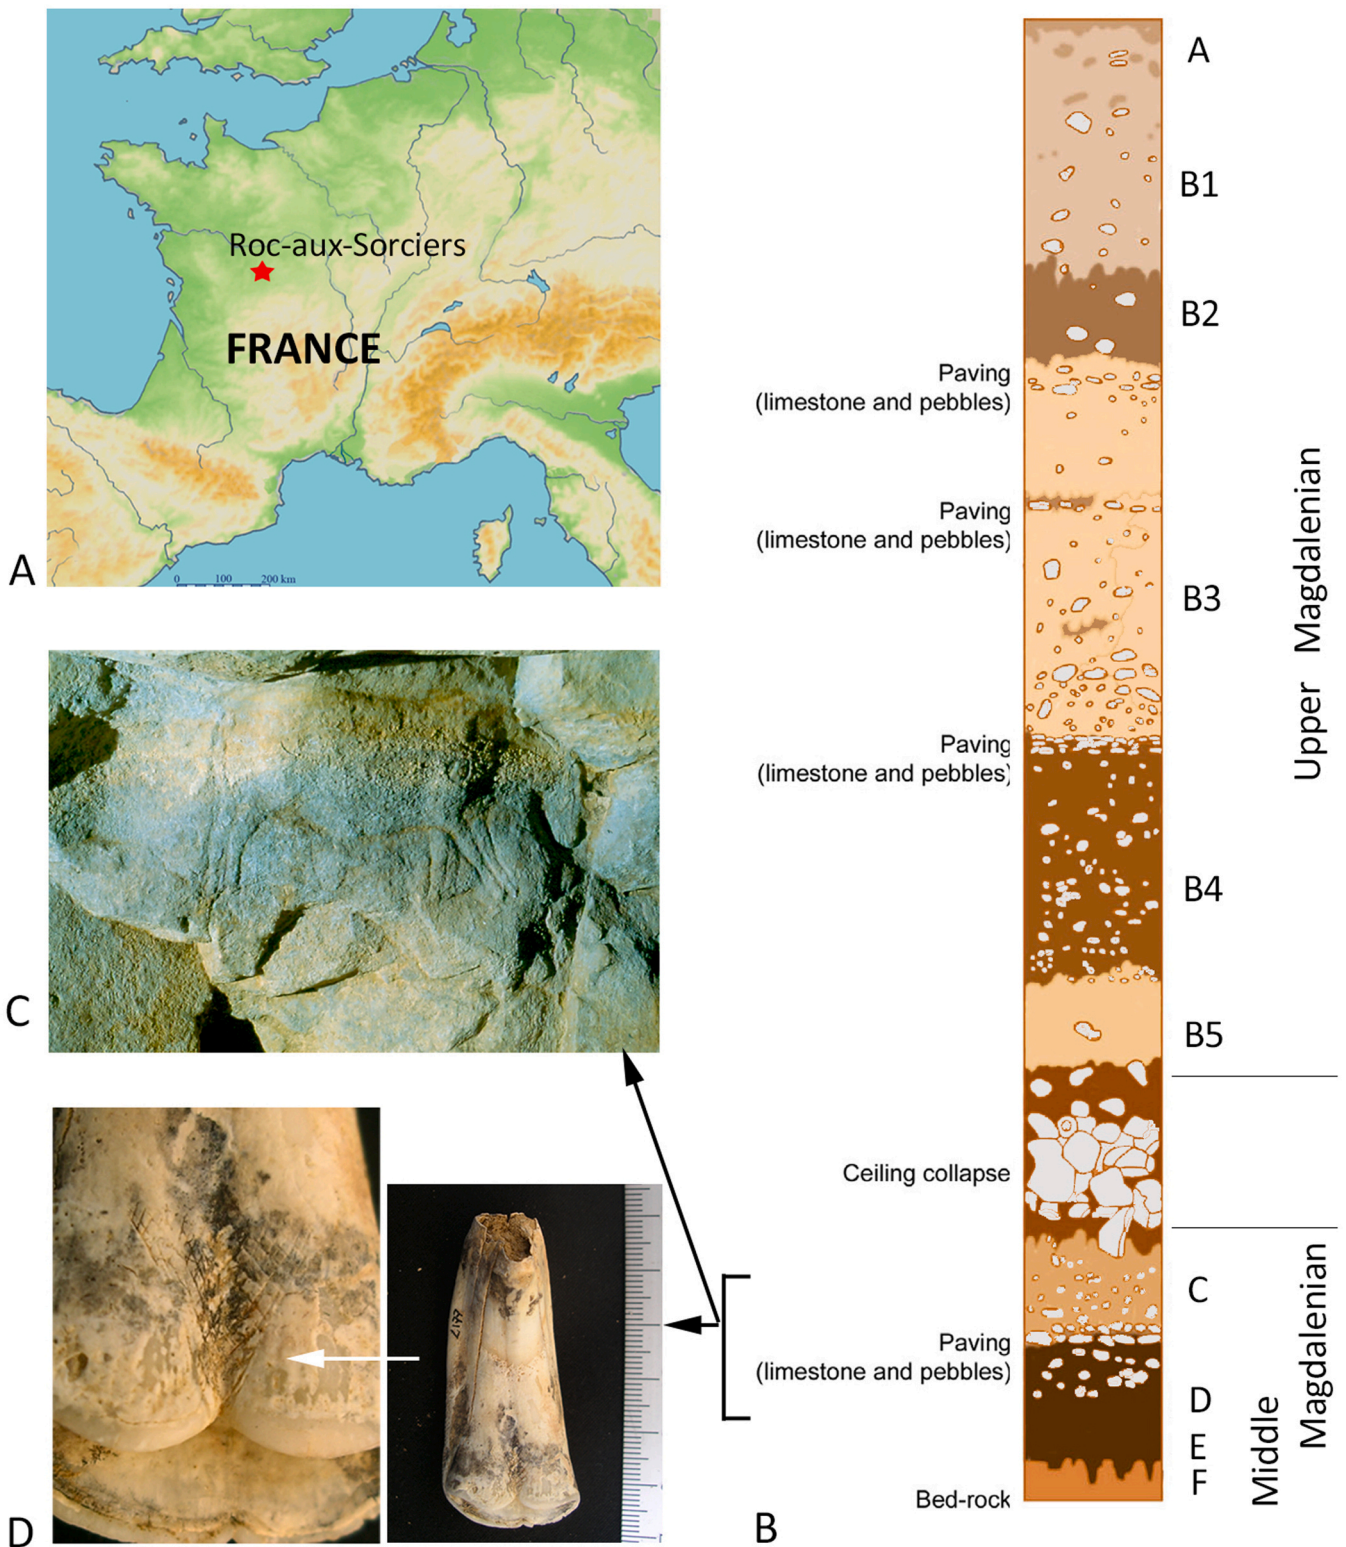 Roc-aux-Sorciers
FRANCE
0 100 200 km
A
C
4617
D
A
B1
B2
Paving
(limestone and pebbles)
Paving
(limestone and pebbles)
B3
Upper Magdalenian
Paving
(limestone and pebbles)
B4
B5
Ceiling collapse
C
Paving
(limestone and pebbles)
D
E
F
Middle
Magdalenian
Bed-rock
B